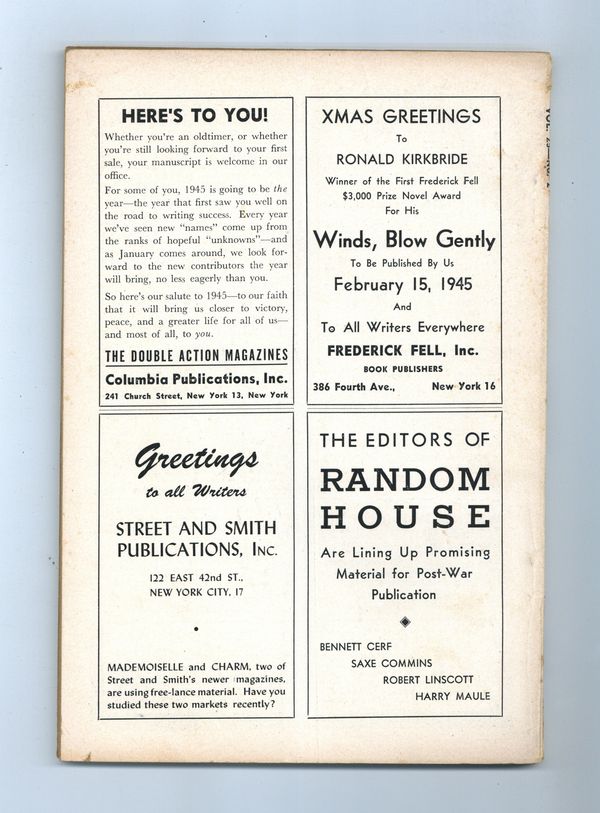 HERE'S TO YOU!
Whether you're an oldtimer, or whether
you're still looking forward to your first
sale, your manuscript is welcome in our
office.
For some of you, 1945 is going to be the
year—the year that first saw you well on
the road to writing success. Every year
we've seen new "names" come up from
the ranks of hopeful "unknowns"—and
as January comes around, we look for-
ward to the new contributors the year
will bring, no less eagerly than you.
So here's our salute to 1945—to our faith
that it will bring us closer to victory,
peace, and a greater life for all of us—
and most of all, to you.
THE DOUBLE ACTION MAGAZINES
Columbia Publications, Inc.
241 Church Street, New York 13, New York
XMAS GREETINGS
To
RONALD KIRKBRIDE
Winner of the First Frederick Fell
$3,000 Prize Novel Award
For His
Winds, Blow Gently
To Be Published By Us
February 15, 1945
And
To All Writers Everywhere
FREDERICK FELL, Inc.
BOOK PUBLISHERS
386 Fourth Ave., New York 16
Greetings
to all Writers
STREET AND SMITH
PUBLICATIONS, INC.
122 EAST 42nd ST.,
NEW YORK CITY, 17
•
MADEMOISELLE and CHARM, two of
Street and Smith's newer magazines,
are using free-lance material. Have you
studied these two markets recently?
THE EDITORS OF
RANDOM
HOUSE
Are Lining Up Promising
Material for Post-War
Publication
◈
BENNETT CERF
SAXE COMMINS
ROBERT LINSCOTT
HARRY MAULE